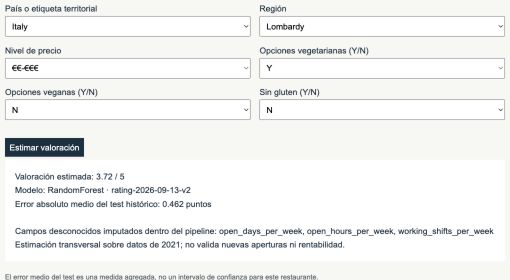 País o etiqueta territorial
Región
Italy
Lombardy
Nivel de precio
Opciones vegetarianas (Y/N)
€€-€€€
Y
Opciones veganas (Y/N)
Sin gluten (Y/N)
N
N
Estimar valoración
Valoración estimada: 3.72 / 5
Modelo: RandomForest · rating-2026-09-13-v2
Error absoluto medio del test histórico: 0.462 puntos
Campos desconocidos imputados dentro del pipeline: open_days_per_week, open_hours_per_week, working_shifts_per_week
Estimación transversal sobre datos de 2021; no valida nuevas aperturas ni rentabilidad.
El error medio del test es una medida agregada, no un intervalo de confianza para este restaurante.